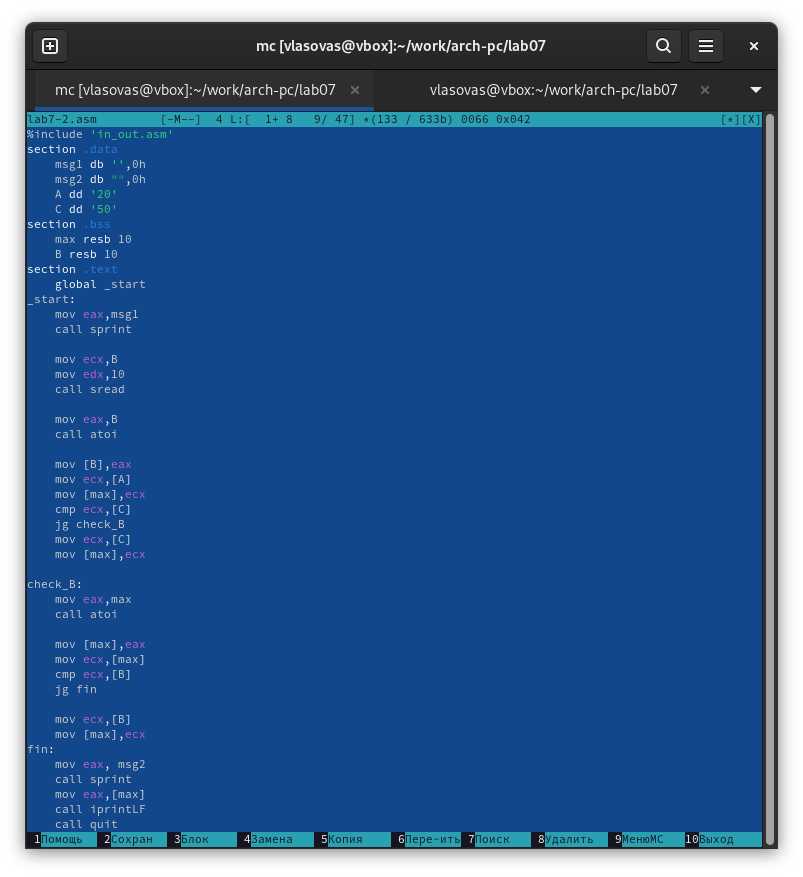 mc [vlasovas@vbox]:~/work/arch-pc/lab07
mc [vlasovas@vbox]:~/work/arch-pc/lab07 × vlasovas@vbox:~/work/arch-pc/lab07 ×
lab7-2.asm [-M--] 4 L:[ 1+ 8 9/ 47] *(133 / 633b) 0066 0x042 [*][X]
%include 'in_out.asm'
section .data
    msg1 db '',0h
    msg2 db "",0h
    A dd '20'
    C dd '50'
section .bss
    max resb 10
    B resb 10
section .text
    global _start
_start:
    mov eax,msg1
    call sprint

    mov ecx,B
    mov edx,10
    call sread

    mov eax,B
    call atoi

    mov [B],eax
    mov ecx,[A]
    mov [max],ecx
    cmp ecx,[C]
    jg check_B
    mov ecx,[C]
    mov [max],ecx

check_B:
    mov eax,max
    call atoi

    mov [max],eax
    mov ecx,[max]
    cmp ecx,[B]
    jg fin

    mov ecx,[B]
    mov [max],ecx
fin:
    mov eax, msg2
    call sprint
    mov eax,[max]
    call iprintLF
    call quit
1Помощь 2Сохран 3Блок 4Замена 5Копия 6Пере~ить 7Поиск 8Удалить 9МенюМС 10Выход